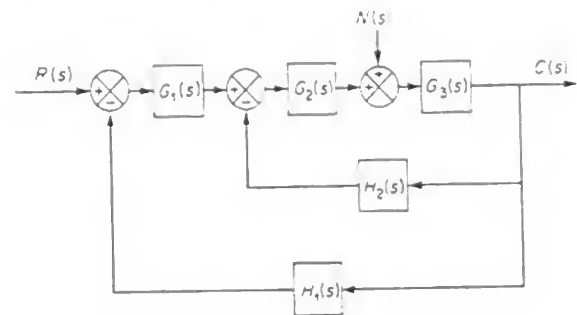 N(s
R(s)
C(s)
+
−
G₁(s)
+
−
G₂(s)
+
+
G₃(s)
H₂(s)
H₁(s)